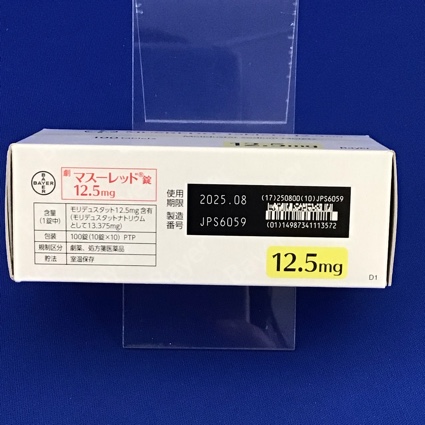 12.5mg
BAYER
BAYER
劇 マスーレッド®錠
12.5mg
含量
(1錠中)
モリデュスタット12.5mg 含有
(モリデュスタットナトリウム
として13.375mg)
包装 100錠(10錠×10) PTP
規制区分 劇薬、処方箋医薬品
貯法 室温保存
使用
期限 2025.08
製造
番号 JPS6059
(17)250800(10)JPS6059
(01)14987341113572
12.5mg
D1